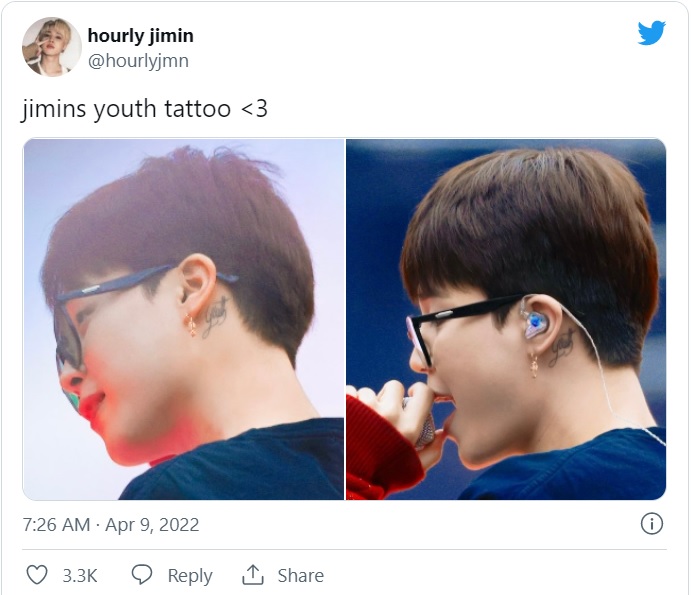 hourly jimin
@hourlyjmn
jimins youth tattoo <3
7:26 AM · Apr 9, 2022
3.3K Reply Share